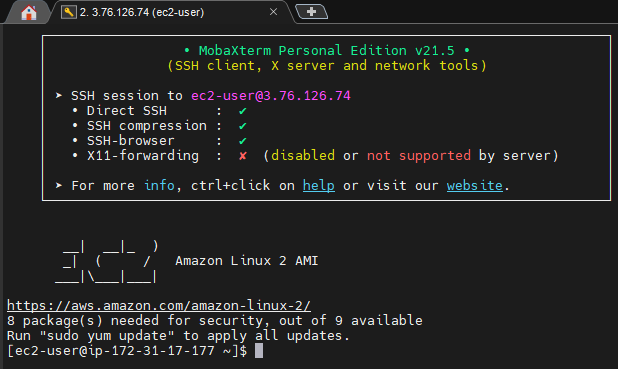 2. 3.76.126.74 (ec2-user)
• MobaXterm Personal Edition v21.5 •
(SSH client, X server and network tools)
➤ SSH session to ec2-user@3.76.126.74
• Direct SSH      :  ✔
• SSH compression :  ✔
• SSH-browser     :  ✔
• X11-forwarding  :  ✘  (disabled or not supported by server)
➤ For more info, ctrl+click on help or visit our website.
       __|  __|_  )
       _|  (     /   Amazon Linux 2 AMI
      ___|\___|___|
https://aws.amazon.com/amazon-linux-2/
8 package(s) needed for security, out of 9 available
Run "sudo yum update" to apply all updates.
[ec2-user@ip-172-31-17-177 ~]$